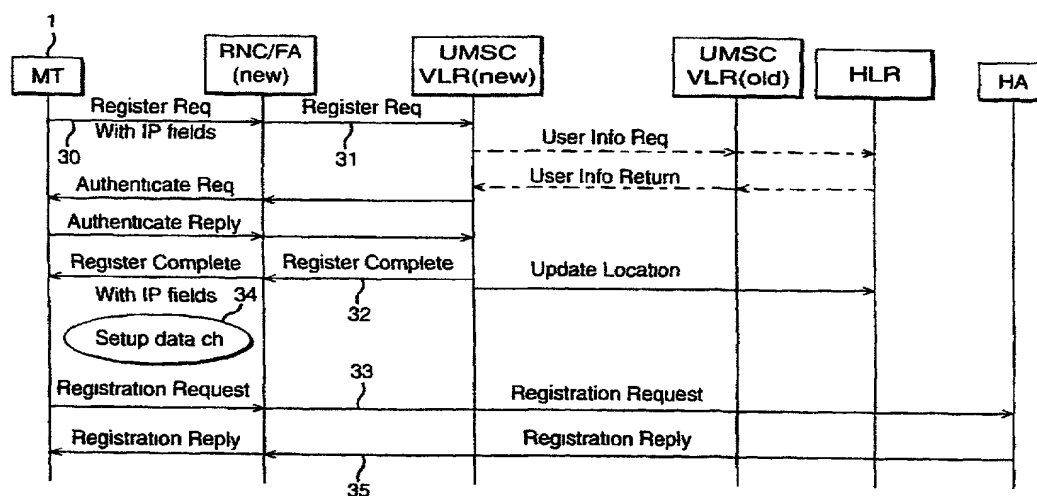 1
MT
RNC/FA
(new)
UMSC
VLR(new)
UMSC
VLR(old)
HLR
HA
Register Req
Register Req
With IP fields
30
31
User Info Req
User Info Return
Authenticate Req
Authenticate Reply
Register Complete
Register Complete
Update Location
With IP fields
34
32
Setup data ch
Registration Request
33
Registration Request
Registration Reply
Registration Reply
35